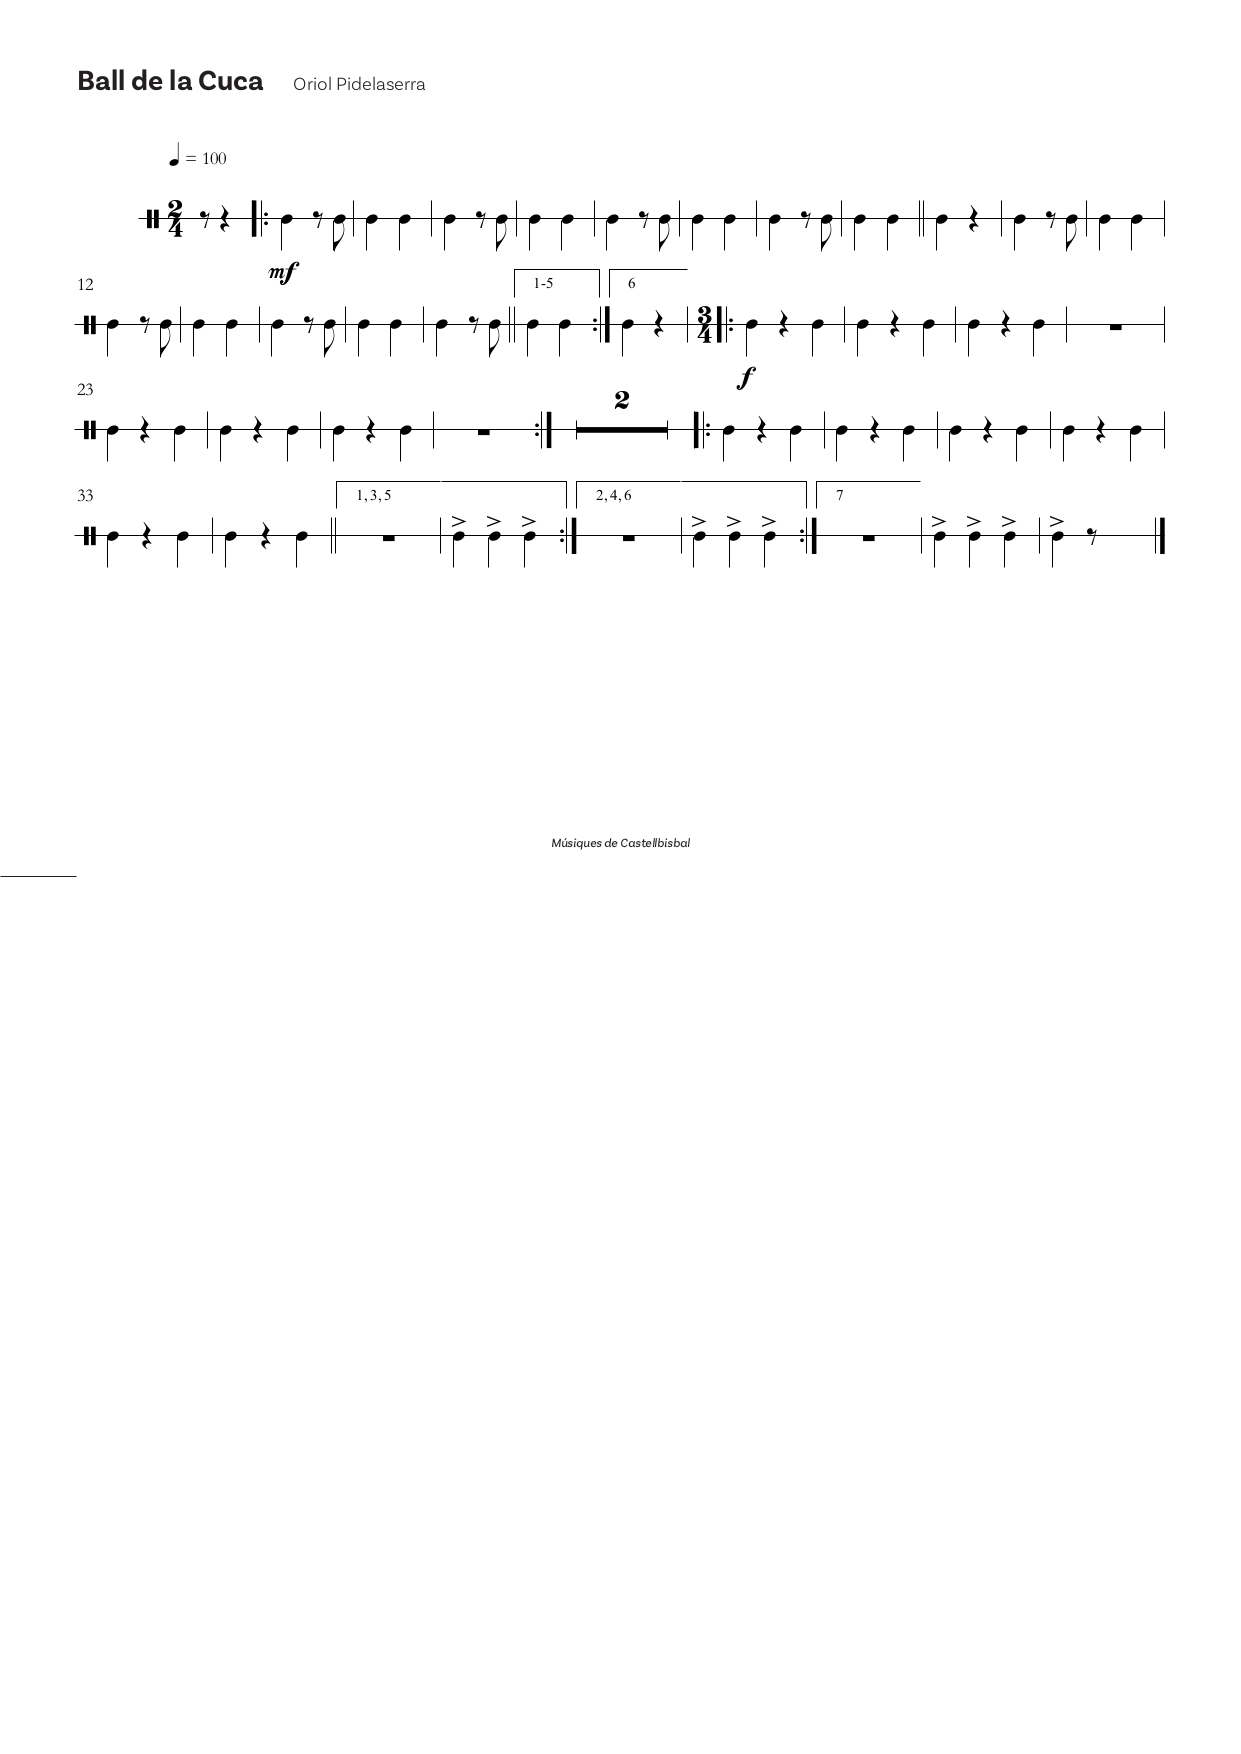 Ball de la Cuca Oriol Pidelaserra
= 100
2
4
mf
12
1-5
6
3
4
f
23
2
33
1, 3, 5
2, 4, 6
7
Músiques de Castellbisbal